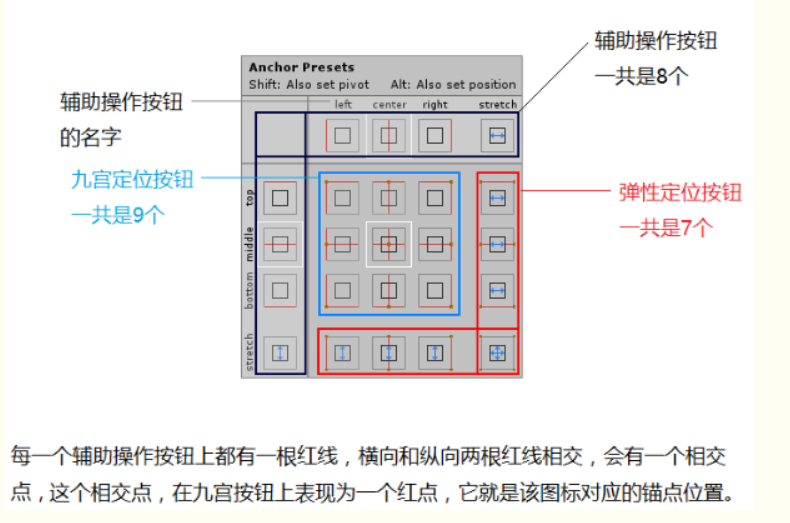 辅助操作按钮
一共是8个
Anchor Presets
Shift: Also set pivot Alt: Also set position
辅助操作按钮
的名字
left center right stretch
九宫定位按钮
一共是9个
弹性定位按钮
一共是7个
top
middle
bottom
stretch
每一个辅助操作按钮上都有一根红线，横向和纵向两根红线相交，会有一个相交
点，这个相交点，在九宫按钮上表现为一个红点，它就是该图标对应的锚点位置。